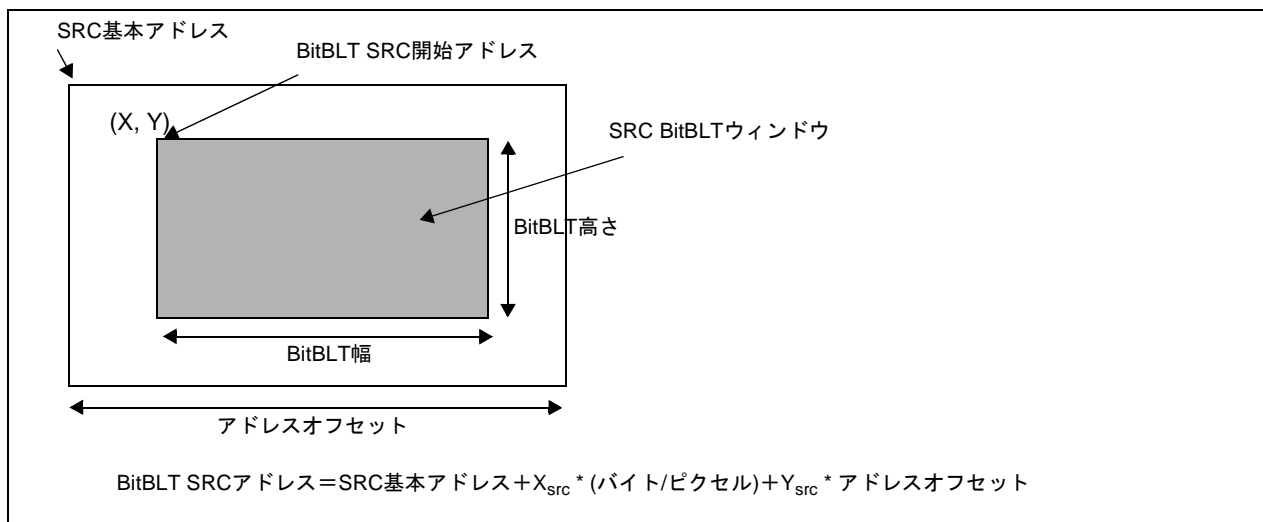 SRC基本アドレス
BitBLT SRC開始アドレス
(X, Y)
SRC BitBLTウィンドウ
BitBLT高さ
BitBLT幅
アドレスオフセット
BitBLT SRCアドレス＝SRC基本アドレス＋Xsrc * (バイト/ピクセル)＋Ysrc * アドレスオフセット